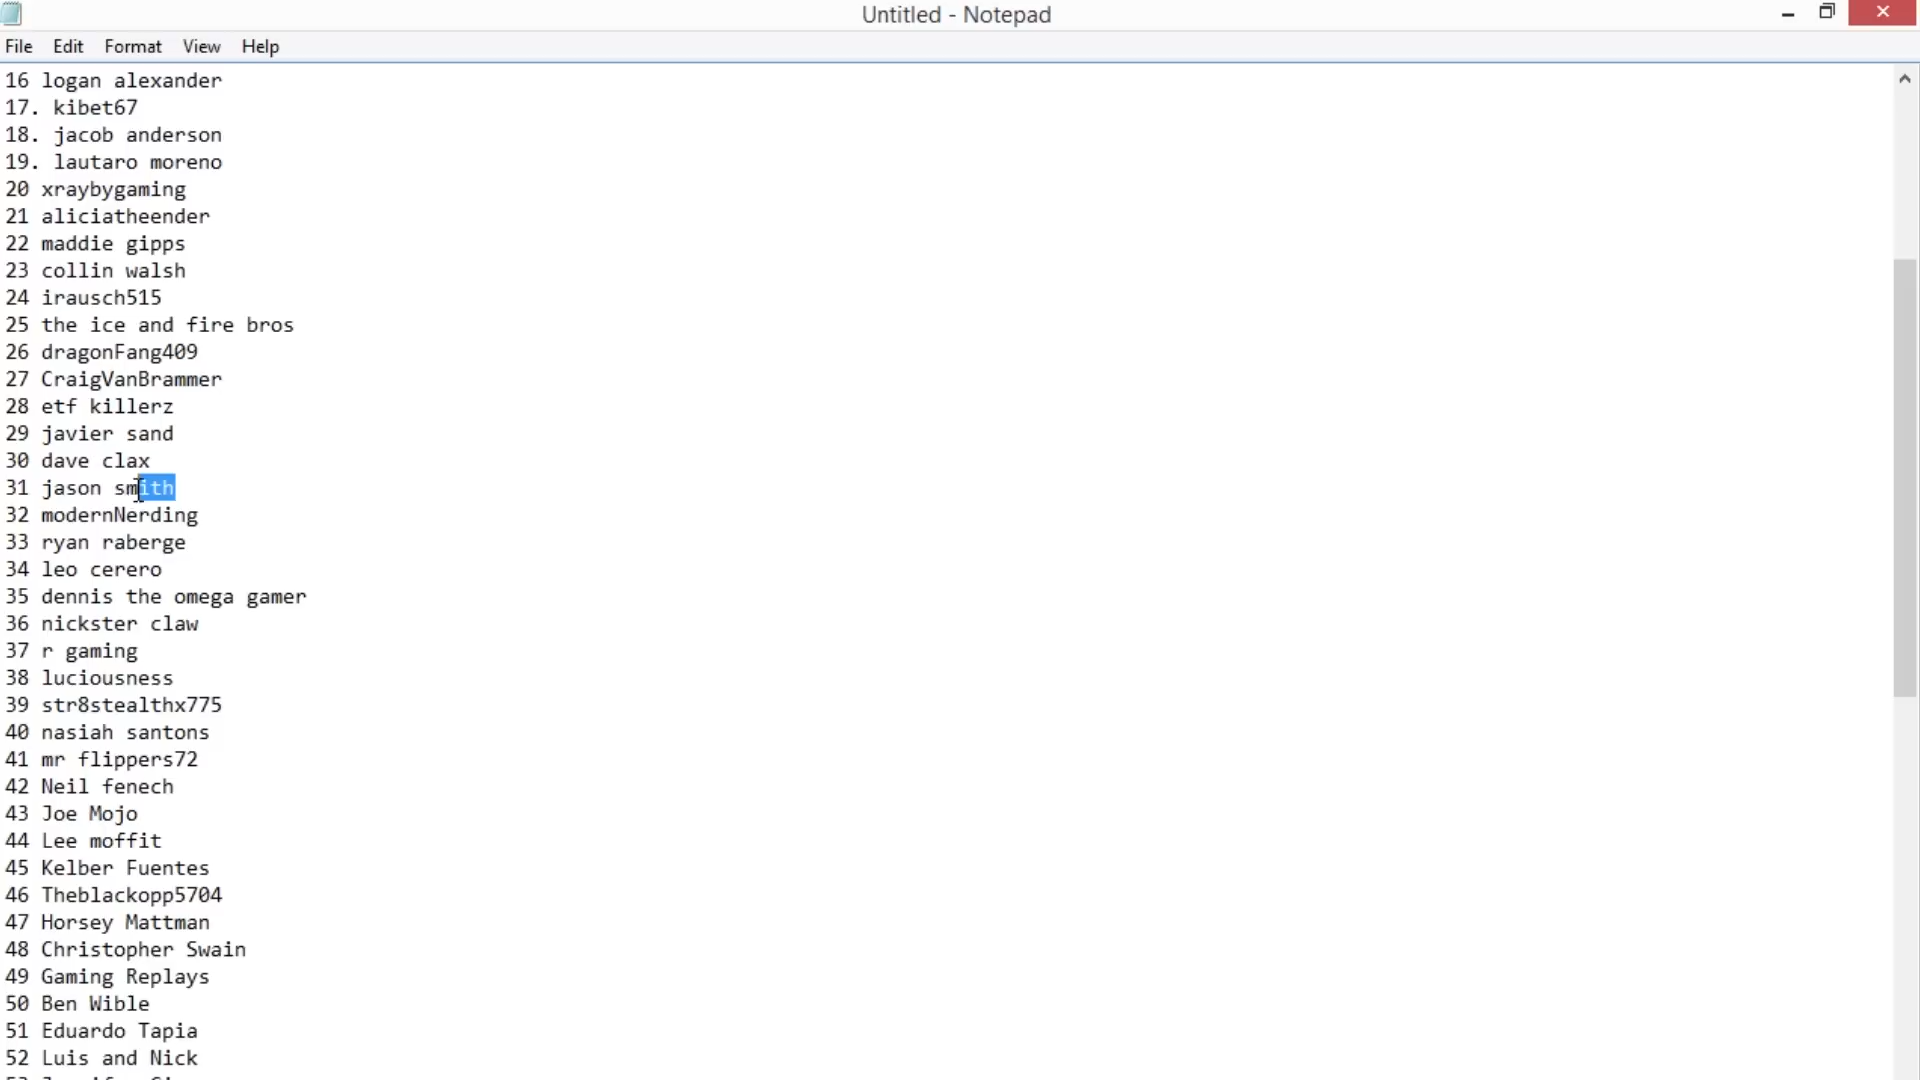 Untitled - Notepad
File Edit Format View Help
16 logan alexander
17. kibet67
18. jacob anderson
19. lautaro moreno
20 xraybygaming
21 aliciatheender
22 maddie gipps
23 collin walsh
24 irausch515
25 the ice and fire bros
26 dragonFang409
27 CraigVanBrammer
28 etf killerz
29 javier sand
30 dave clax
31 jason smith
32 modernNerding
33 ryan raberge
34 leo cerero
35 dennis the omega gamer
36 nickster claw
37 r gaming
38 luciousness
39 str8stealthx775
40 nasiah santons
41 mr flippers72
42 Neil fenech
43 Joe Mojo
44 Lee moffit
45 Kelber Fuentes
46 Theblackopp5704
47 Horsey Mattman
48 Christopher Swain
49 Gaming Replays
50 Ben Wible
51 Eduardo Tapia
52 Luis and Nick